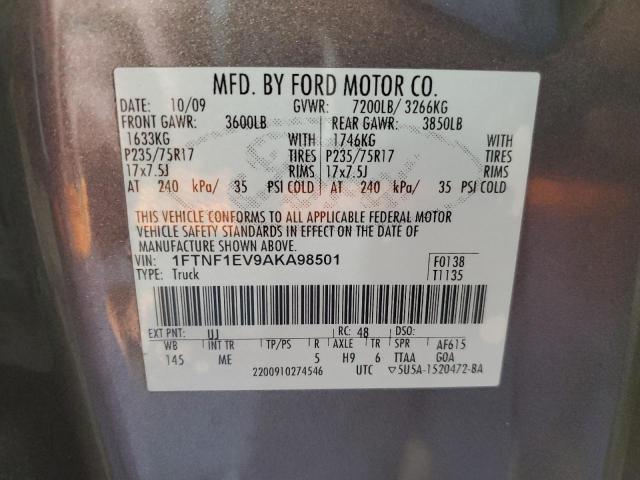 MFD. BY FORD MOTOR CO.
DATE: 10/09 GVWR: 7200LB/ 3266KG
FRONT GAWR: 3600LB REAR GAWR: 3850LB
1633KG WITH 1746KG WITH
P235/75R17 TIRES P235/75R17 TIRES
17x7.5J RIMS 17x7.5J RIMS
AT 240 kPa/ 35 PSI COLD AT 240 kPa/ 35 PSI COLD
THIS VEHICLE CONFORMS TO ALL APPLICABLE FEDERAL MOTOR
VEHICLE SAFETY STANDARDS IN EFFECT ON THE DATE OF
MANUFACTURE SHOWN ABOVE.
VIN: 1FTNF1EV9AKA98501 F0138
TYPE: Truck T1135
EXT PNT: UJ RC: 48 DSO:
WB INT TR TP/PS R AXLE TR SPR AF615
145 ME 5 H9 6 TTAA GOA
2200910274546 UTC ▽5U5A-1520472-BA